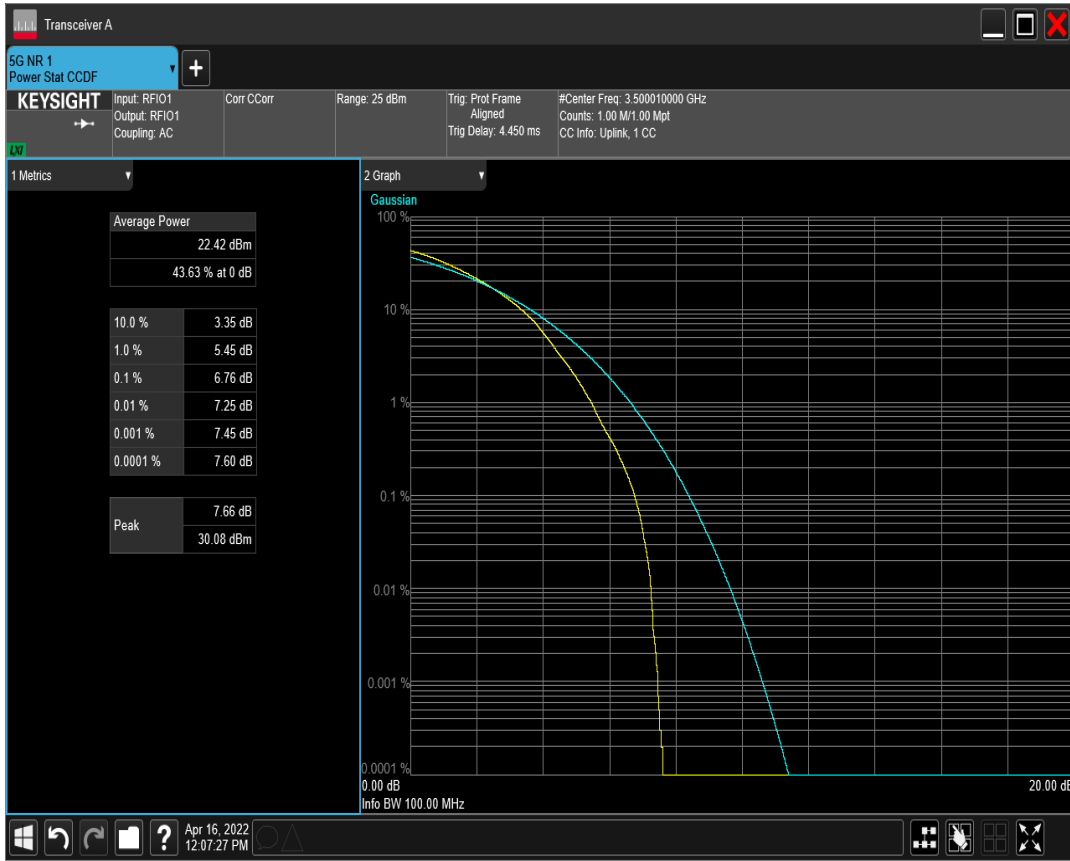 Transceiver A
5G NR 1
Power Stat CCDF
KEYSIGHT
LXI
Input: RFIO1
Output: RFIO1
Coupling: AC
Corr CCorr
Range: 25 dBm
Trig: Prot Frame
Aligned
Trig Delay: 4.450 ms
#Center Freq: 3.500010000 GHz
Counts: 1.00 M/1.00 Mpt
CC Info: Uplink, 1 CC
1 Metrics
Average Power
22.42 dBm
43.63 % at 0 dB
10.0 % 3.35 dB
1.0 % 5.45 dB
0.1 % 6.76 dB
0.01 % 7.25 dB
0.001 % 7.45 dB
0.0001 % 7.60 dB
Peak 7.66 dB
30.08 dBm
2 Graph
Gaussian
100 %
10 %
1 %
0.1 %
0.01 %
0.001 %
0.0001 %
0.00 dB 20.00 dB
Info BW 100.00 MHz
?
Apr 16, 2022
12:07:27 PM